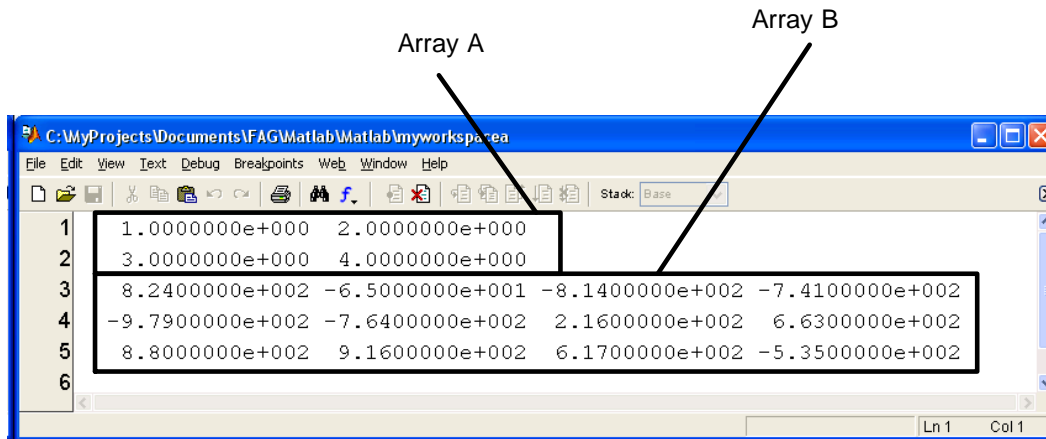 Array B
Array A
C:\MyProjects\Documents\FAG\Matlab\Matlab\myworkspacea
File Edit View Text Debug Breakpoints Web Window Help
Stack: Base
1 1.0000000e+000 2.0000000e+000
2 3.0000000e+000 4.0000000e+000
3 8.2400000e+002 -6.5000000e+001 -8.1400000e+002 -7.4100000e+002
4 -9.7900000e+002 -7.6400000e+002 2.1600000e+002 6.6300000e+002
5 8.8000000e+002 9.1600000e+002 6.1700000e+002 -5.3500000e+002
6
Ln 1 Col 1